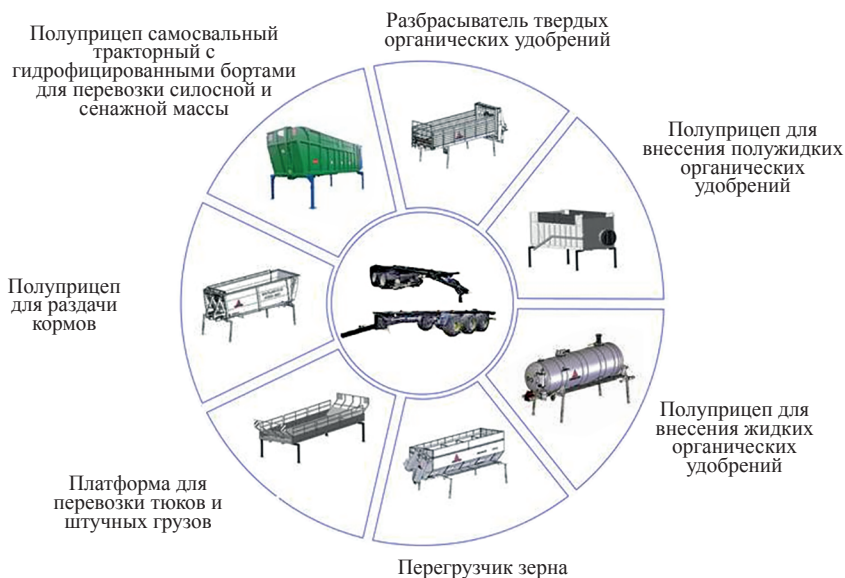 Полуприцеп самосвальный
тракторный с
гидрофицированными бортами
для перевозки силосной и
сенажной массы
Разбрасыватель твердых
органических удобрений
Полуприцеп для
внесения полужидких
органических
удобрений
Полуприцеп
для раздачи
кормов
Полуприцеп для
внесения жидких
органических
удобрений
Платформа для
перевозки тюков и
штучных грузов
Перегрузчик зерна